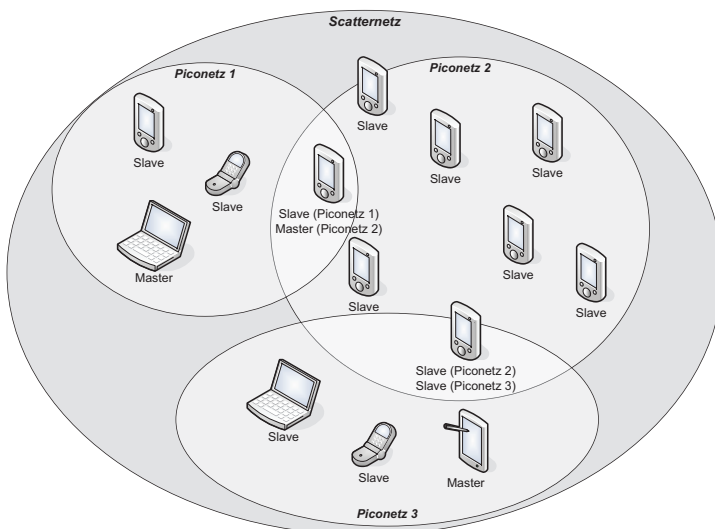 Scatternetz
Piconetz 1
Piconetz 2
Slave
Slave
Slave
Slave
Slave
Slave (Piconetz 1)
Master (Piconetz 2)
Master
Slave
Slave
Slave
Slave (Piconetz 2)
Slave (Piconetz 3)
Slave
Slave
Master
Piconetz 3